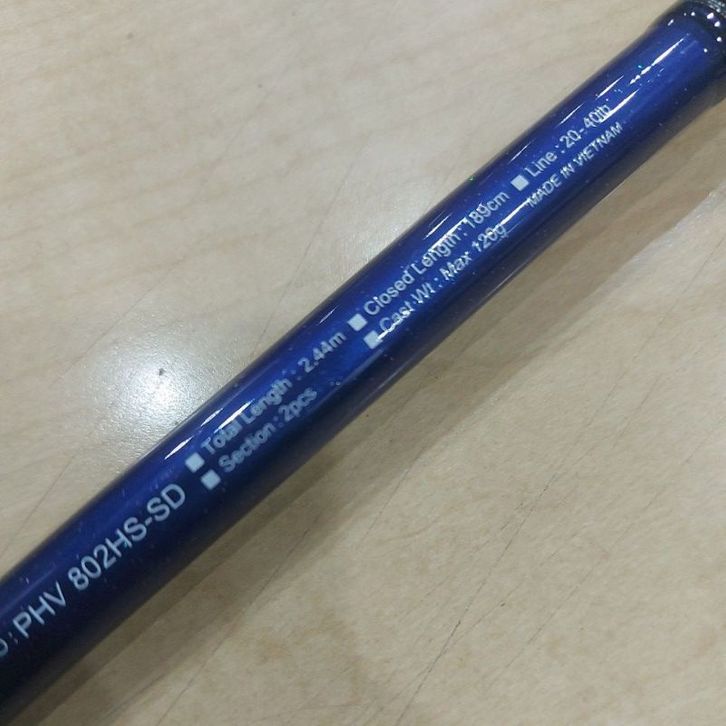 : PHV 802HS-SD
■ Total Length : 2.44m ■ Closed Length : 189cm ■ Line : 20-40lb
■ Section : 2pcs ■ Cast Wt : Max 120g MADE IN VIETNAM